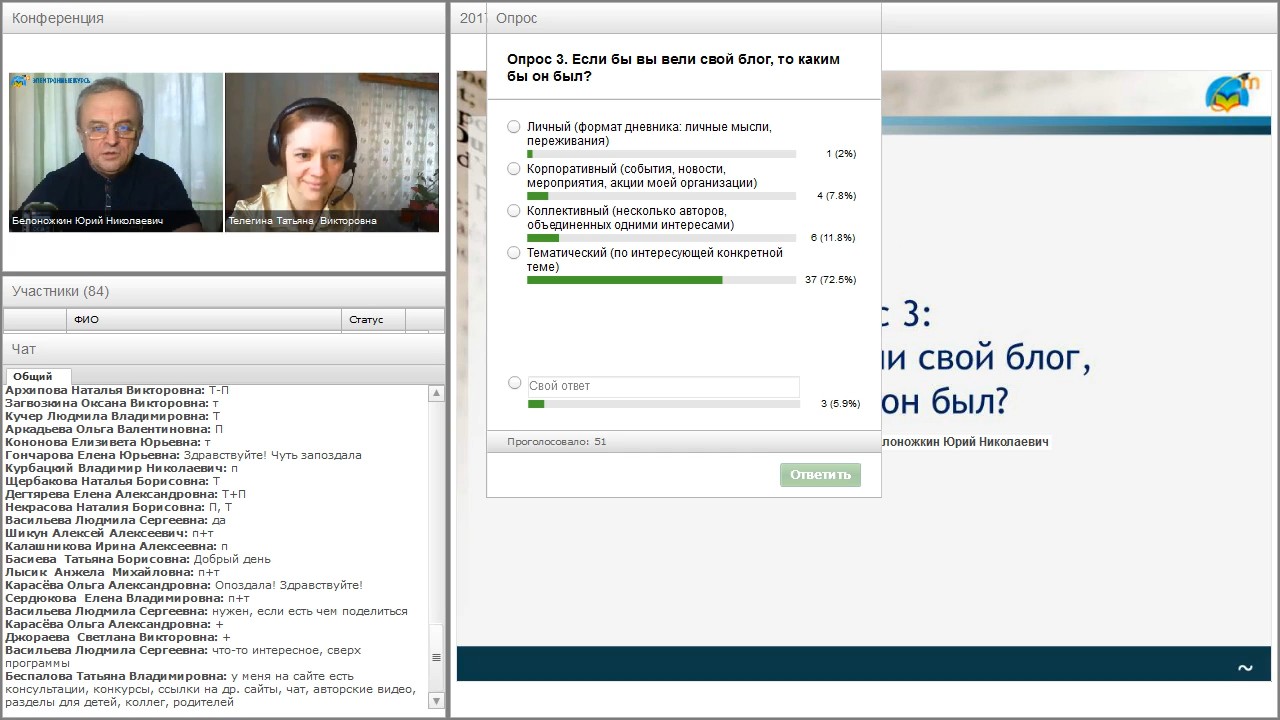 Конференция
Белоножкин Юрий Николаевич
Телегина Татьяна Викторовна
Участники (84)
ФИО
Статус
Чат
Общий
Архипова Наталья Викторовна: Т-П
Загвозкина Оксана Викторовна: т
Кучер Людмила Владимировна: Т
Аркадьева Ольга Валентиновна: П
Кононова Елизивета Юрьевна: т
Гончарова Елена Юрьевна: Здравствуйте! Чуть запоздала
Курбацкий Владимир Николаевич: п
Щербакова Наталья Борисовна: Т
Дегтярева Елена Александровна: Т+П
Некрасова Наталия Борисовна: П, Т
Васильева Людмила Сергеевна: да
Шикун Алексей Алексеевич: п+т
Калашникова Ирина Алексеевна: п
Басиева Татьяна Борисовна: Добрый день
Лысик Анжела Михайловна: п+т
Карасёва Ольга Александровна: Опоздала! Здравствуйте!
Сердюкова Елена Владимировна: п+т
Васильева Людмила Сергеевна: нужен, если есть чем поделиться
Карасёва Ольга Александровна: +
Джораева Светлана Викторовна: +
Васильева Людмила Сергеевна: что-то интересное, сверх
программы
Беспалова Татьяна Владимировна: у меня на сайте есть
консультации, конкурсы, ссылки на др. сайты, чат, авторские видео,
разделы для детей, коллег, родителей
2017
Опрос
Опрос 3. Если бы вы вели свой блог, то каким
бы он был?
Личный (формат дневника: личные мысли,
переживания)
1 (2%)
Корпоративный (события, новости,
мероприятия, акции моей организации)
4 (7.8%)
Коллективный (несколько авторов,
объединенных одними интересами)
6 (11.8%)
Тематический (по интересующей конкретной
теме)
37 (72.5%)
Свой ответ
3 (5.9%)
Проголосовало: 51
Ответить
с 3:
ли свой блог,
он был?
лоножкин Юрий Николаевич
~